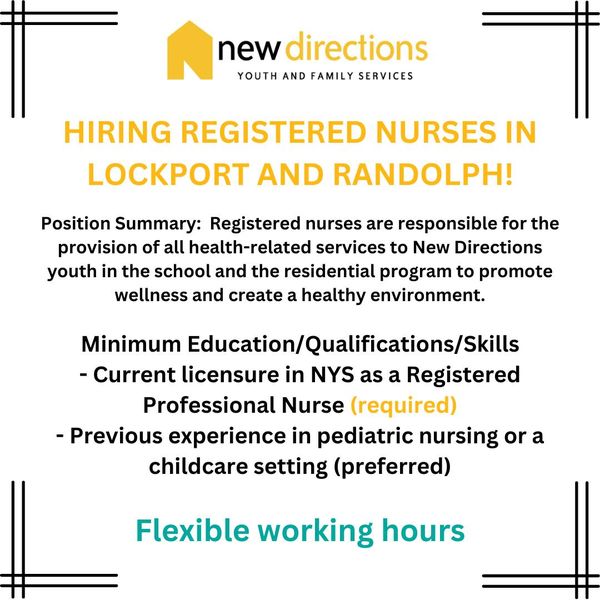 new directions
YOUTH AND FAMILY SERVICES
HIRING REGISTERED NURSES IN
LOCKPORT AND RANDOLPH!
Position Summary:  Registered nurses are responsible for the
provision of all health-related services to New Directions
youth in the school and the residential program to promote
wellness and create a healthy environment.
Minimum Education/Qualifications/Skills
- Current licensure in NYS as a Registered
Professional Nurse (required)
- Previous experience in pediatric nursing or a
childcare setting (preferred)
Flexible working hours